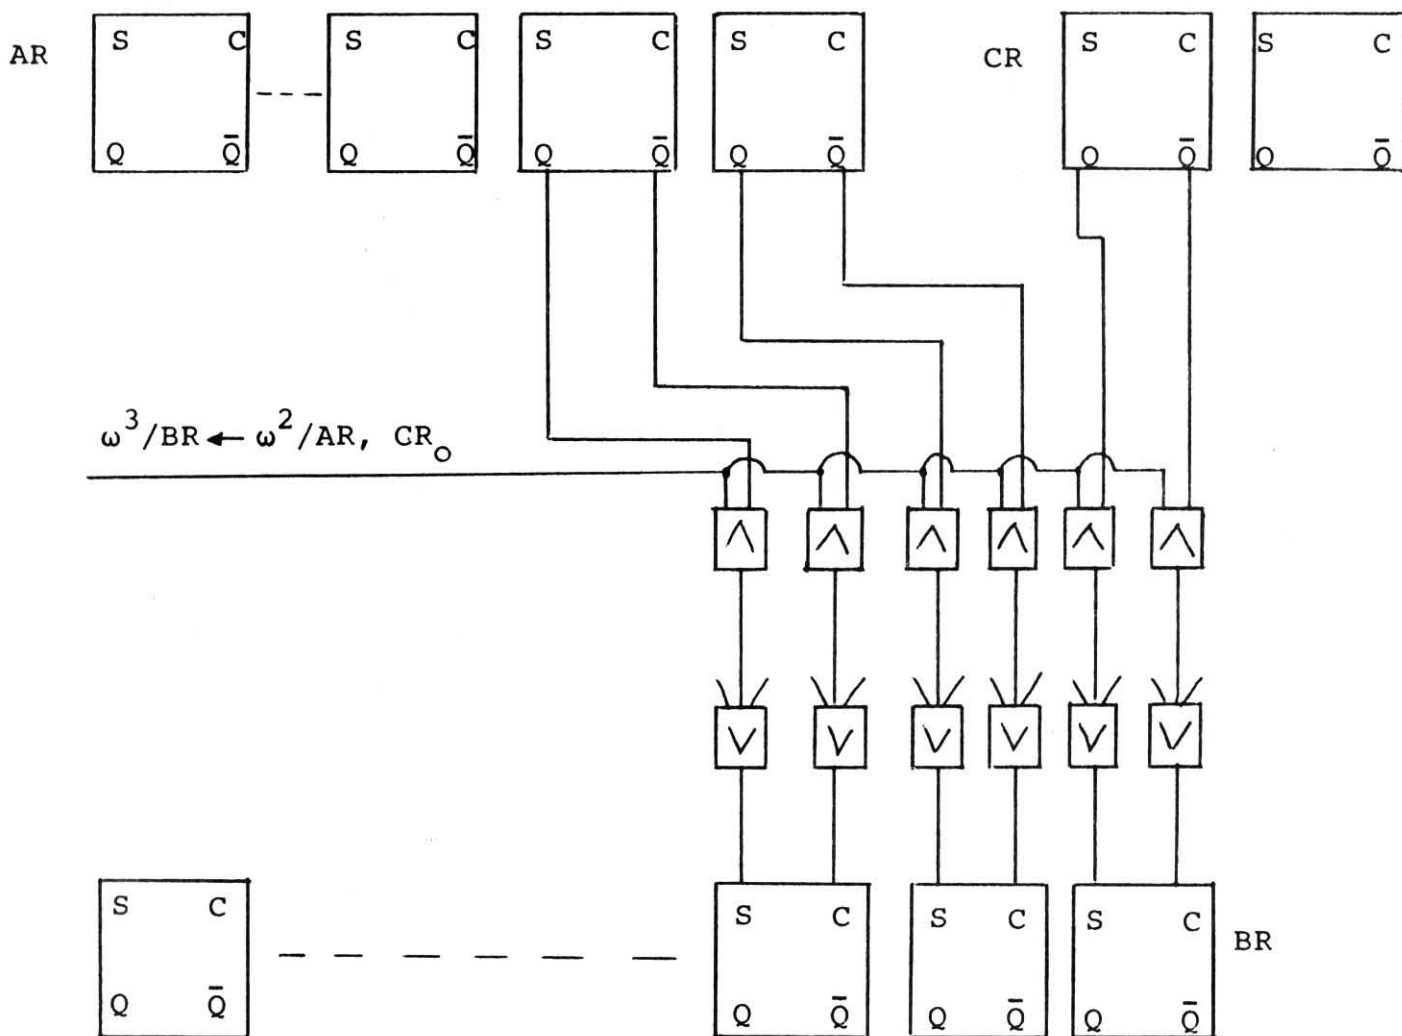 AR
S C
S C
S C
S C
CR
S C
S C
Q Q̄
Q Q̄
Q Q̄
Q Q̄
Q Q̄
Q Q̄
ω³/BR ← ω²/AR, CR₀
∧ ∧ ∧ ∧ ∧ ∧
∨ ∨ ∨ ∨ ∨ ∨
S C
S C
S C
S C
BR
Q Q̄
Q Q̄
Q Q̄
Q Q̄